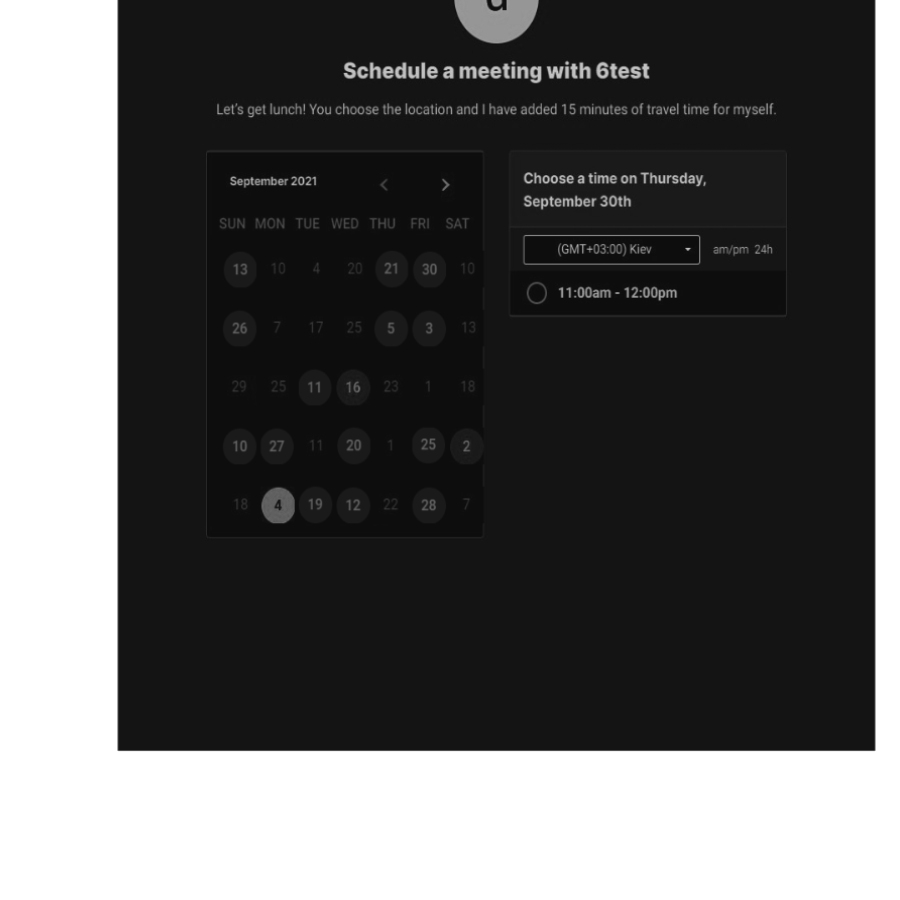 Schedule a meeting with 6test
Let's get lunch! You choose the location and I have added 15 minutes of travel time for myself.
September 2021
SUN MON TUE WED THU FRI SAT
13 10 4 20 21 30 10
26 7 17 25 5 3 13
29 25 11 16 23 1 18
10 27 11 20 1 25 2
18 4 19 12 22 28 7
Choose a time on Thursday,
September 30th
(GMT+03:00) Kiev am/pm 24h
11:00am - 12:00pm